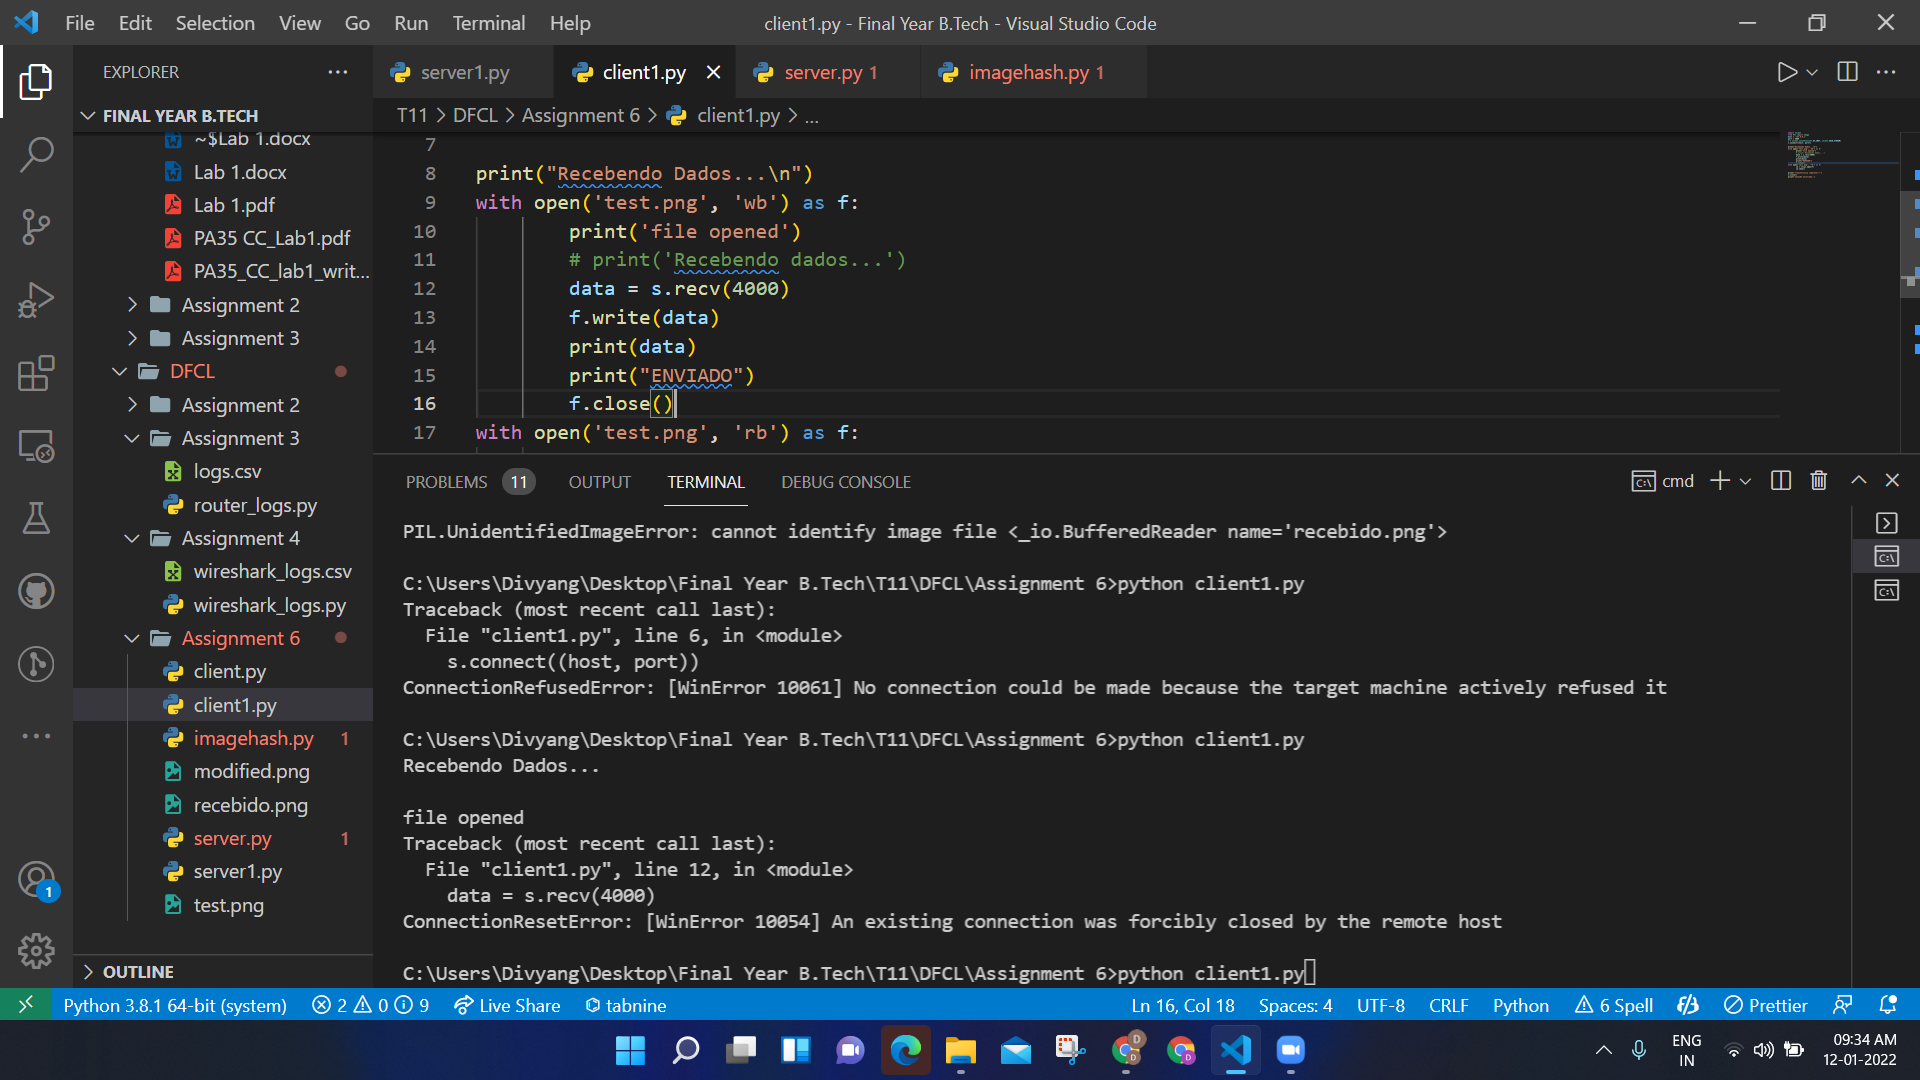 File Edit Selection View Go Run Terminal Help
client1.py - Final Year B.Tech - Visual Studio Code
EXPLORER
FINAL YEAR B.TECH
~$Lab 1.docx
Lab 1.docx
Lab 1.pdf
PA35 CC_Lab1.pdf
PA35_CC_lab1_writ...
Assignment 2
Assignment 3
DFCL
Assignment 2
Assignment 3
logs.csv
router_logs.py
Assignment 4
wireshark_logs.csv
wireshark_logs.py
Assignment 6
client.py
client1.py
imagehash.py 1
modified.png
recebido.png
server.py 1
server1.py
test.png
OUTLINE
server1.py client1.py server.py 1 imagehash.py 1
T11 > DFCL > Assignment 6 > client1.py > ...
7
8 print("Recebendo Dados...\n")
9 with open('test.png', 'wb') as f:
10 print('file opened')
11 # print('Recebendo dados...')
12 data = s.recv(4000)
13 f.write(data)
14 print(data)
15 print("ENVIADO")
16 f.close()
17 with open('test.png', 'rb') as f:
PROBLEMS 11 OUTPUT TERMINAL DEBUG CONSOLE
cmd
PIL.UnidentifiedImageError: cannot identify image file <_io.BufferedReader name='recebido.png'>
C:\Users\Divyang\Desktop\Final Year B.Tech\T11\DFCL\Assignment 6>python client1.py
Traceback (most recent call last):
File "client1.py", line 6, in <module>
s.connect((host, port))
ConnectionRefusedError: [WinError 10061] No connection could be made because the target machine actively refused it
C:\Users\Divyang\Desktop\Final Year B.Tech\T11\DFCL\Assignment 6>python client1.py
Recebendo Dados...
file opened
Traceback (most recent call last):
File "client1.py", line 12, in <module>
data = s.recv(4000)
ConnectionResetError: [WinError 10054] An existing connection was forcibly closed by the remote host
C:\Users\Divyang\Desktop\Final Year B.Tech\T11\DFCL\Assignment 6>python client1.py
1
Python 3.8.1 64-bit (system) 2 0 9 Live Share tabnine
Ln 16, Col 18 Spaces: 4 UTF-8 CRLF Python 6 Spell Prettier
ENG
IN
09:34 AM
12-01-2022